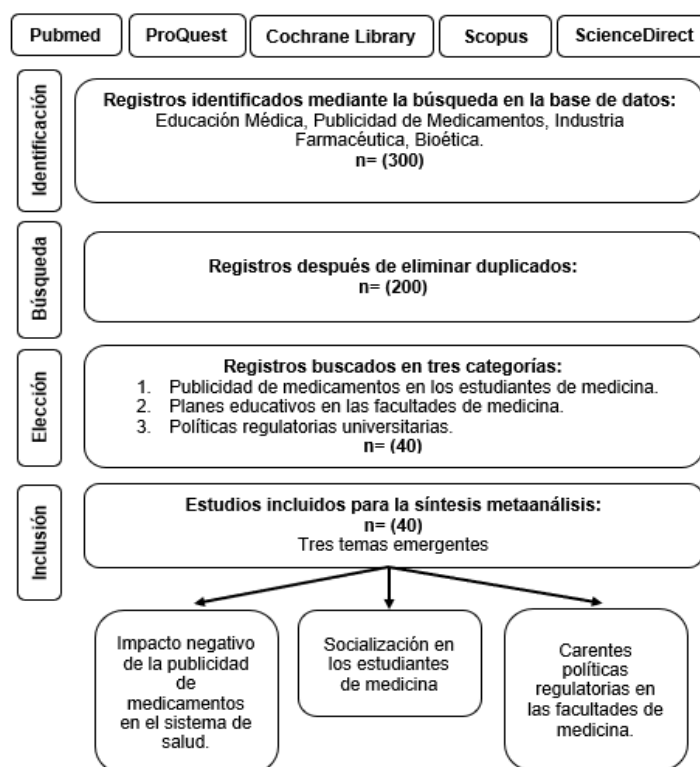 Pubmed
ProQuest
Cochrane Library
Scopus
ScienceDirect
Identificación
Registros identificados mediante la búsqueda en la base de datos:
Educación Médica, Publicidad de Medicamentos, Industria
Farmacéutica, Bioética.
n= (300)
Búsqueda
Registros después de eliminar duplicados:
n= (200)
Elección
Registros buscados en tres categorías:
1. Publicidad de medicamentos en los estudiantes de medicina.
2. Planes educativos en las facultades de medicina.
3. Políticas regulatorias universitarias.
n= (40)
Inclusión
Estudios incluidos para la síntesis metaanálisis:
n= (40)
Tres temas emergentes
Impacto negativo
de la publicidad
de
medicamentos
en el sistema de
salud.
Socialización en
los estudiantes
de medicina
Carentes
políticas
regulatorias en
las facultades de
medicina.